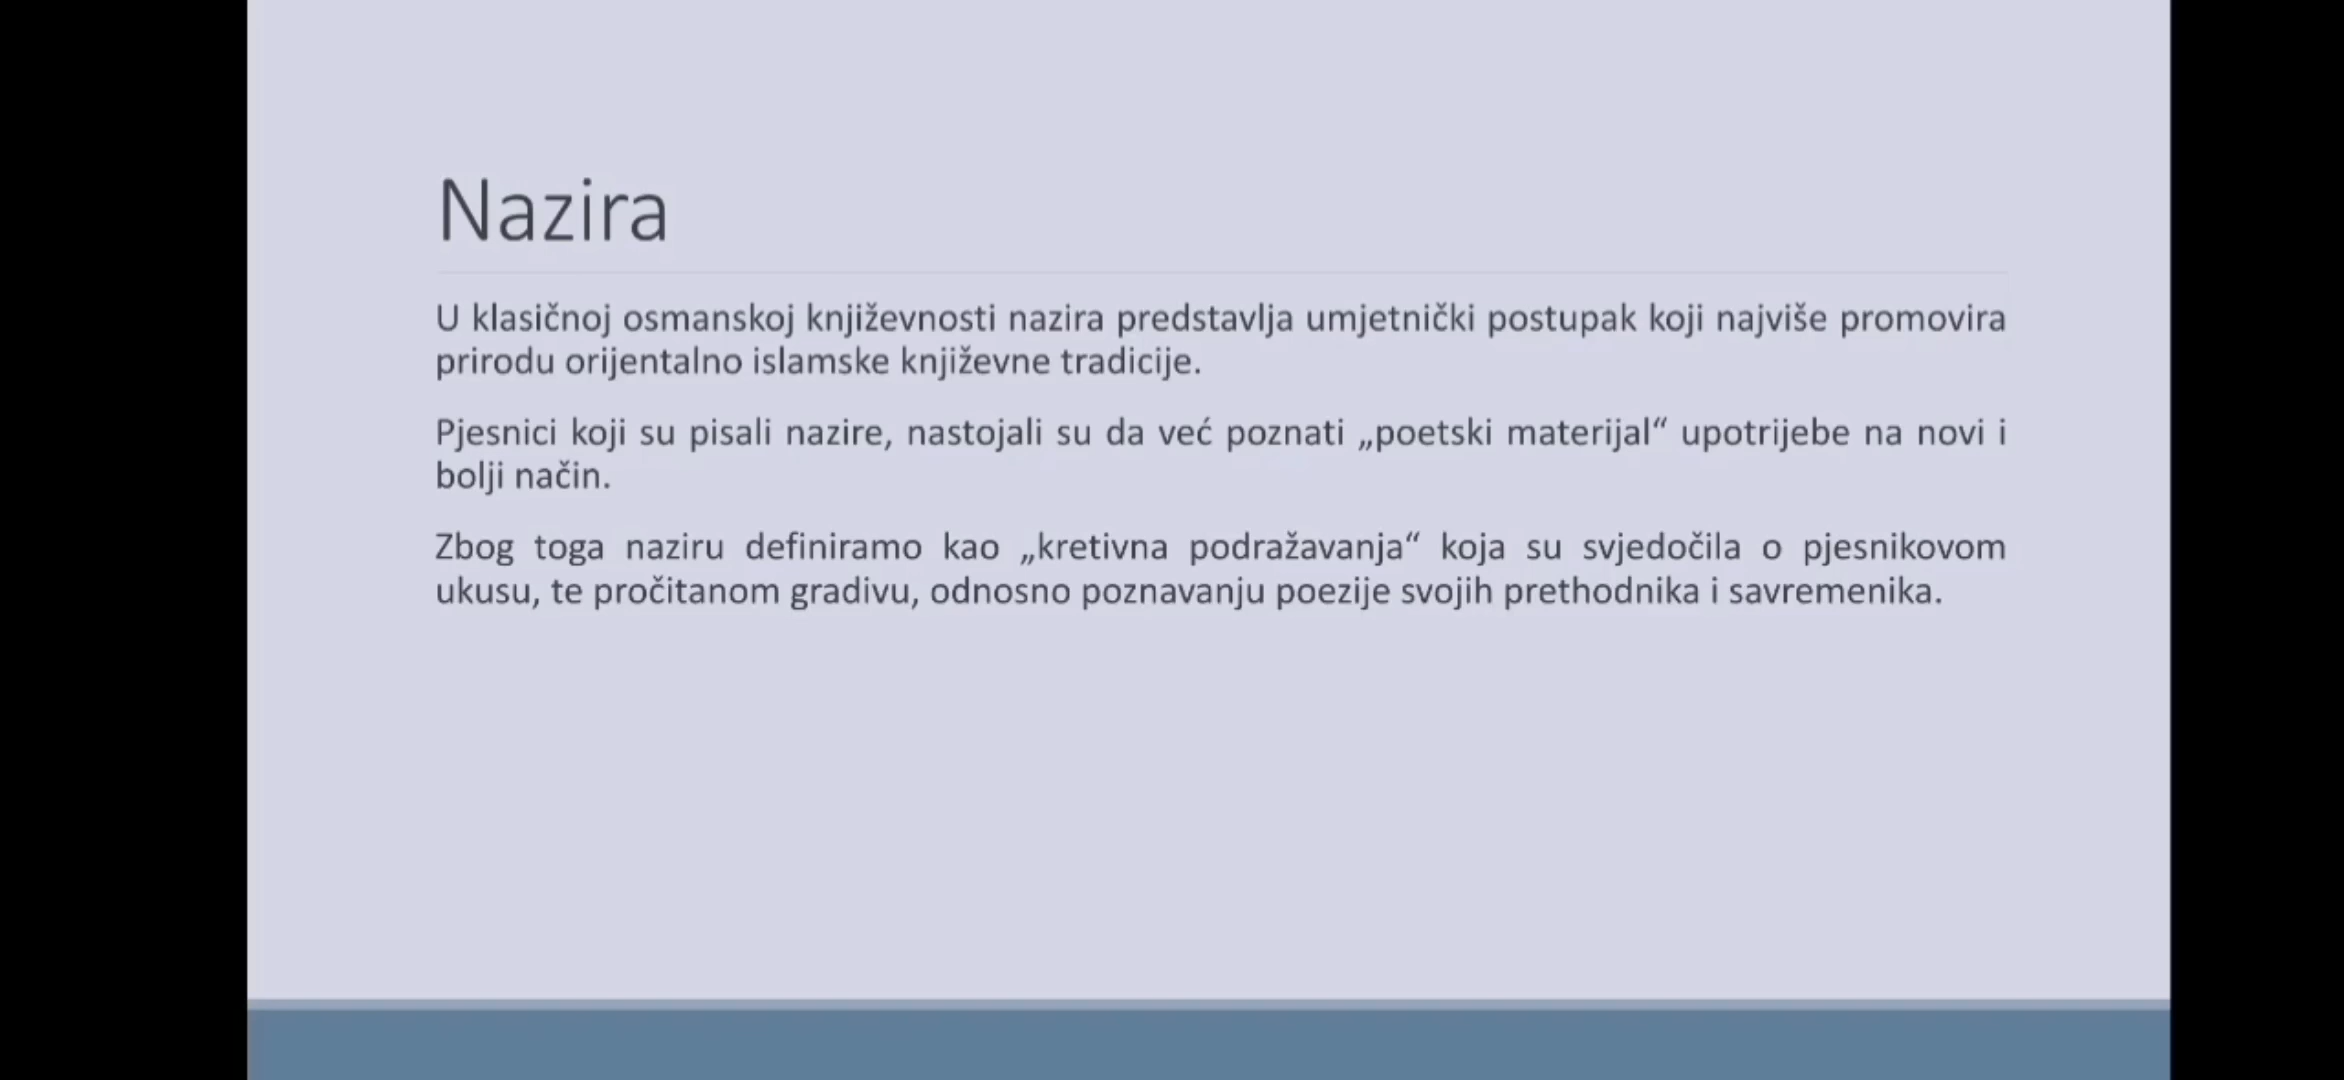 Nazira
U klasičnoj osmanskoj književnosti nazira predstavlja umjetnički postupak koji najviše promovira
prirodu orijentalno islamske književne tradicije.
Pjesnici koji su pisali nazire, nastojali su da već poznati „poetski materijal“ upotrijebe na novi i
bolji način.
Zbog toga naziru definiramo kao „kretivna podražavanja“ koja su svjedočila o pjesnikovom
ukusu, te pročitanom gradivu, odnosno poznavanju poezije svojih prethodnika i savremenika.